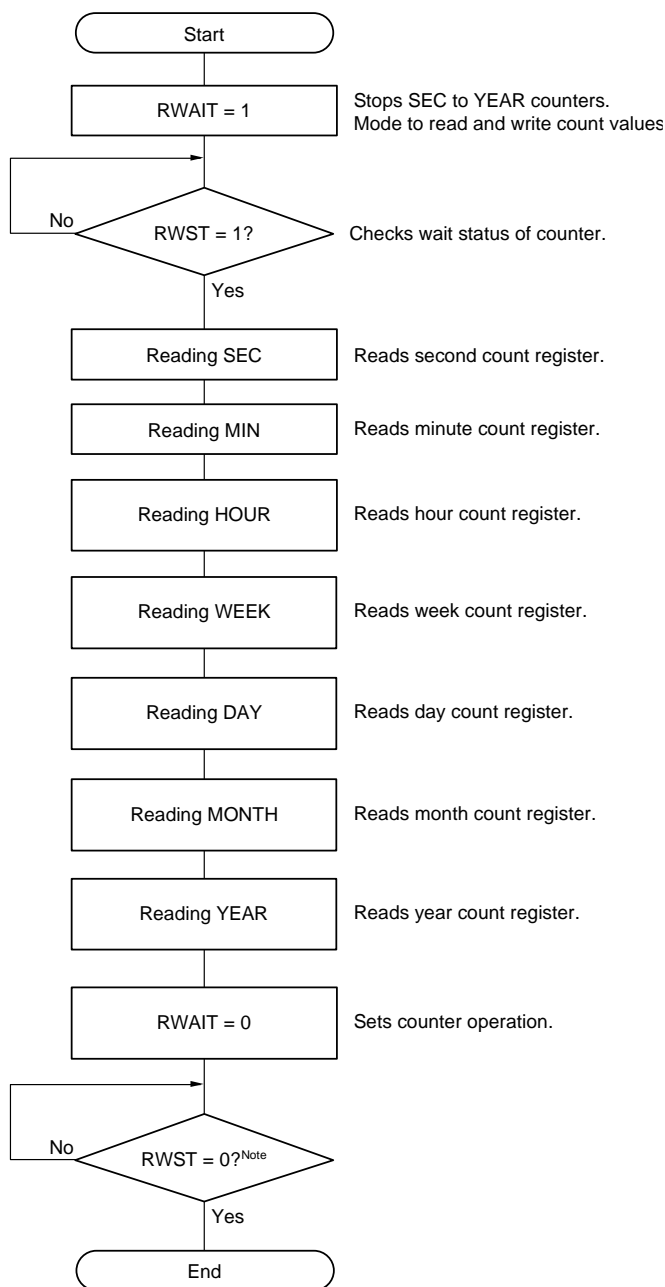 Start
RWAIT = 1
Stops SEC to YEAR counters.
Mode to read and write count values
No
RWST = 1?
Checks wait status of counter.
Yes
Reading SEC
Reads second count register.
Reading MIN
Reads minute count register.
Reading HOUR
Reads hour count register.
Reading WEEK
Reads week count register.
Reading DAY
Reads day count register.
Reading MONTH
Reads month count register.
Reading YEAR
Reads year count register.
RWAIT = 0
Sets counter operation.
No
RWST = 0?Note
Yes
End